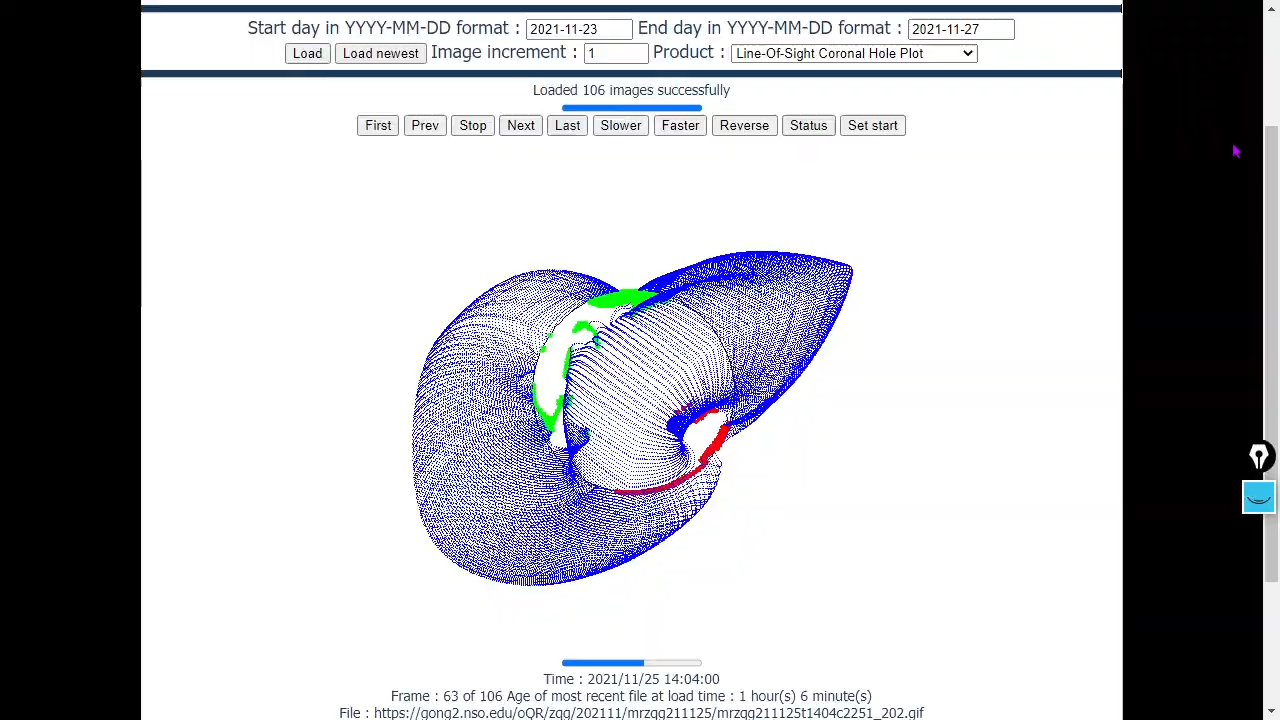 Start day in YYYY-MM-DD format : 2021-11-23 End day in YYYY-MM-DD format : 2021-11-27
Load Load newest Image increment : 1 Product : Line-Of-Sight Coronal Hole Plot
Loaded 106 images successfully
First Prev Stop Next Last Slower Faster Reverse Status Set start
Time : 2021/11/25 14:04:00
Frame : 63 of 106 Age of most recent file at load time : 1 hour(s) 6 minute(s)
File : https://gong2.nso.edu/oQR/zqg/202111/mrzqg211125/mrzqg211125t1404c2251_202.gif